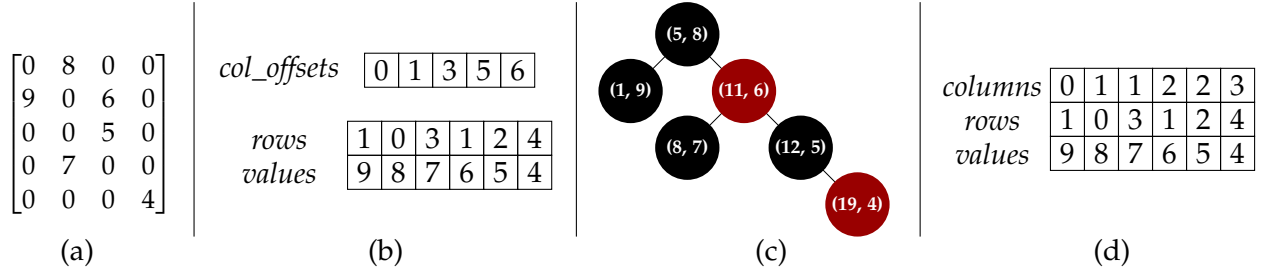 0 8 0 0
9 0 6 0
0 0 5 0
0 7 0 0
0 0 0 4
(a)
col_offsets 0 1 3 5 6
rows 1 0 3 1 2 4
values 9 8 7 6 5 4
(b)
(5, 8)
(1, 9) (11, 6)
(8, 7) (12, 5)
(19, 4)
(c)
columns 0 1 1 2 2 3
rows 1 0 3 1 2 4
values 9 8 7 6 5 4
(d)